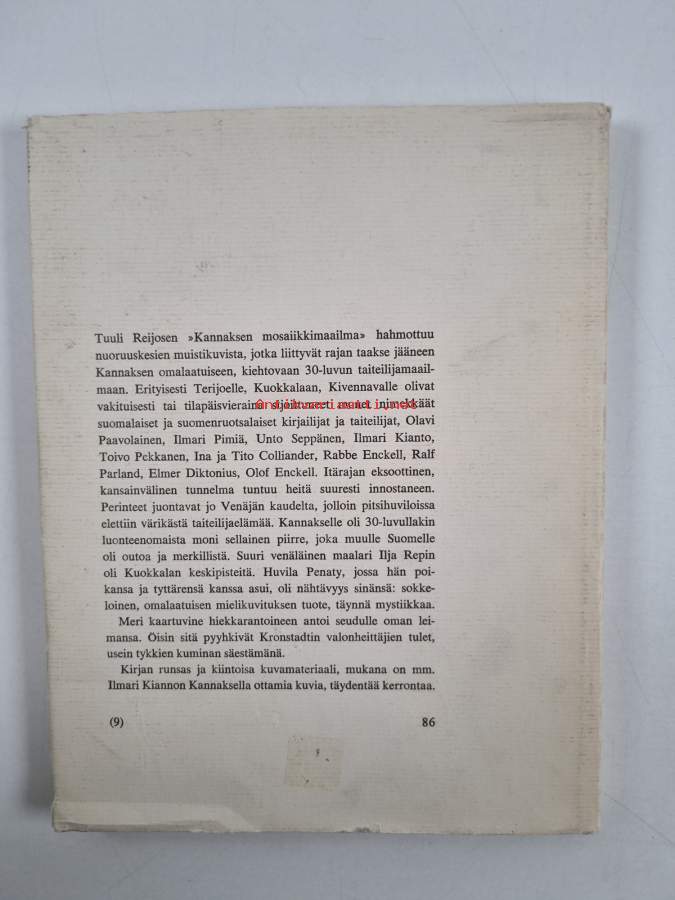 Tuuli Reijosen »Kannaksen mosaiikkimaailma» hahmottuu
nuoruuskesien muistikuvista, jotka liittyvät rajan taakse jääneen
Kannaksen omalaatuiseen, kiehtovaan 30-luvun taiteilijamaail-
maan. Erityisesti Terijoelle, Kuokkalaan, Kivennavalle olivat
vakituisesti tai tilapäisvieraina sijoittuneet monet nimekkäät
Antikvariaatti.net
suomalaiset ja suomenruotsalaiset kirjailijat ja taiteilijat, Olavi
Paavolainen, Ilmari Pimiä, Unto Seppänen, Ilmari Kianto,
Toivo Pekkanen, Ina ja Tito Colliander, Rabbe Enckell, Ralf
Parland, Elmer Diktonius, Olof Enckell. Itärajan eksoottinen,
kansainvälinen tunnelma tuntuu heitä suuresti innostaneen.
Perinteet juontavat jo Venäjän kaudelta, jolloin pitsihuviloissa
elettiin värikästä taiteilijaelämää. Kannakselle oli 30-luvullakin
luonteenomaista moni sellainen piirre, joka muulle Suomelle
oli outoa ja merkillistä. Suuri venäläinen maalari Ilja Repin
oli Kuokkalan keskipisteitä. Huvila Penaty, jossa hän poi-
kansa ja tyttärensä kanssa asui, oli nähtävyys sinänsä: sokke-
loinen, omalaatuisen mielikuvituksen tuote, täynnä mystiikkaa.
Meri kaartuvine hiekkarantoineen antoi seudulle oman lei-
mansa. Öisin sitä pyyhkivät Kronstadtin valonheittäjien tulet,
usein tykkien kuminan säestämänä.
Kirjan runsas ja kiintoisa kuvamateriaali, mukana on mm.
Ilmari Kiannon Kannaksella ottamia kuvia, täydentää kerrontaa.
(9) 86